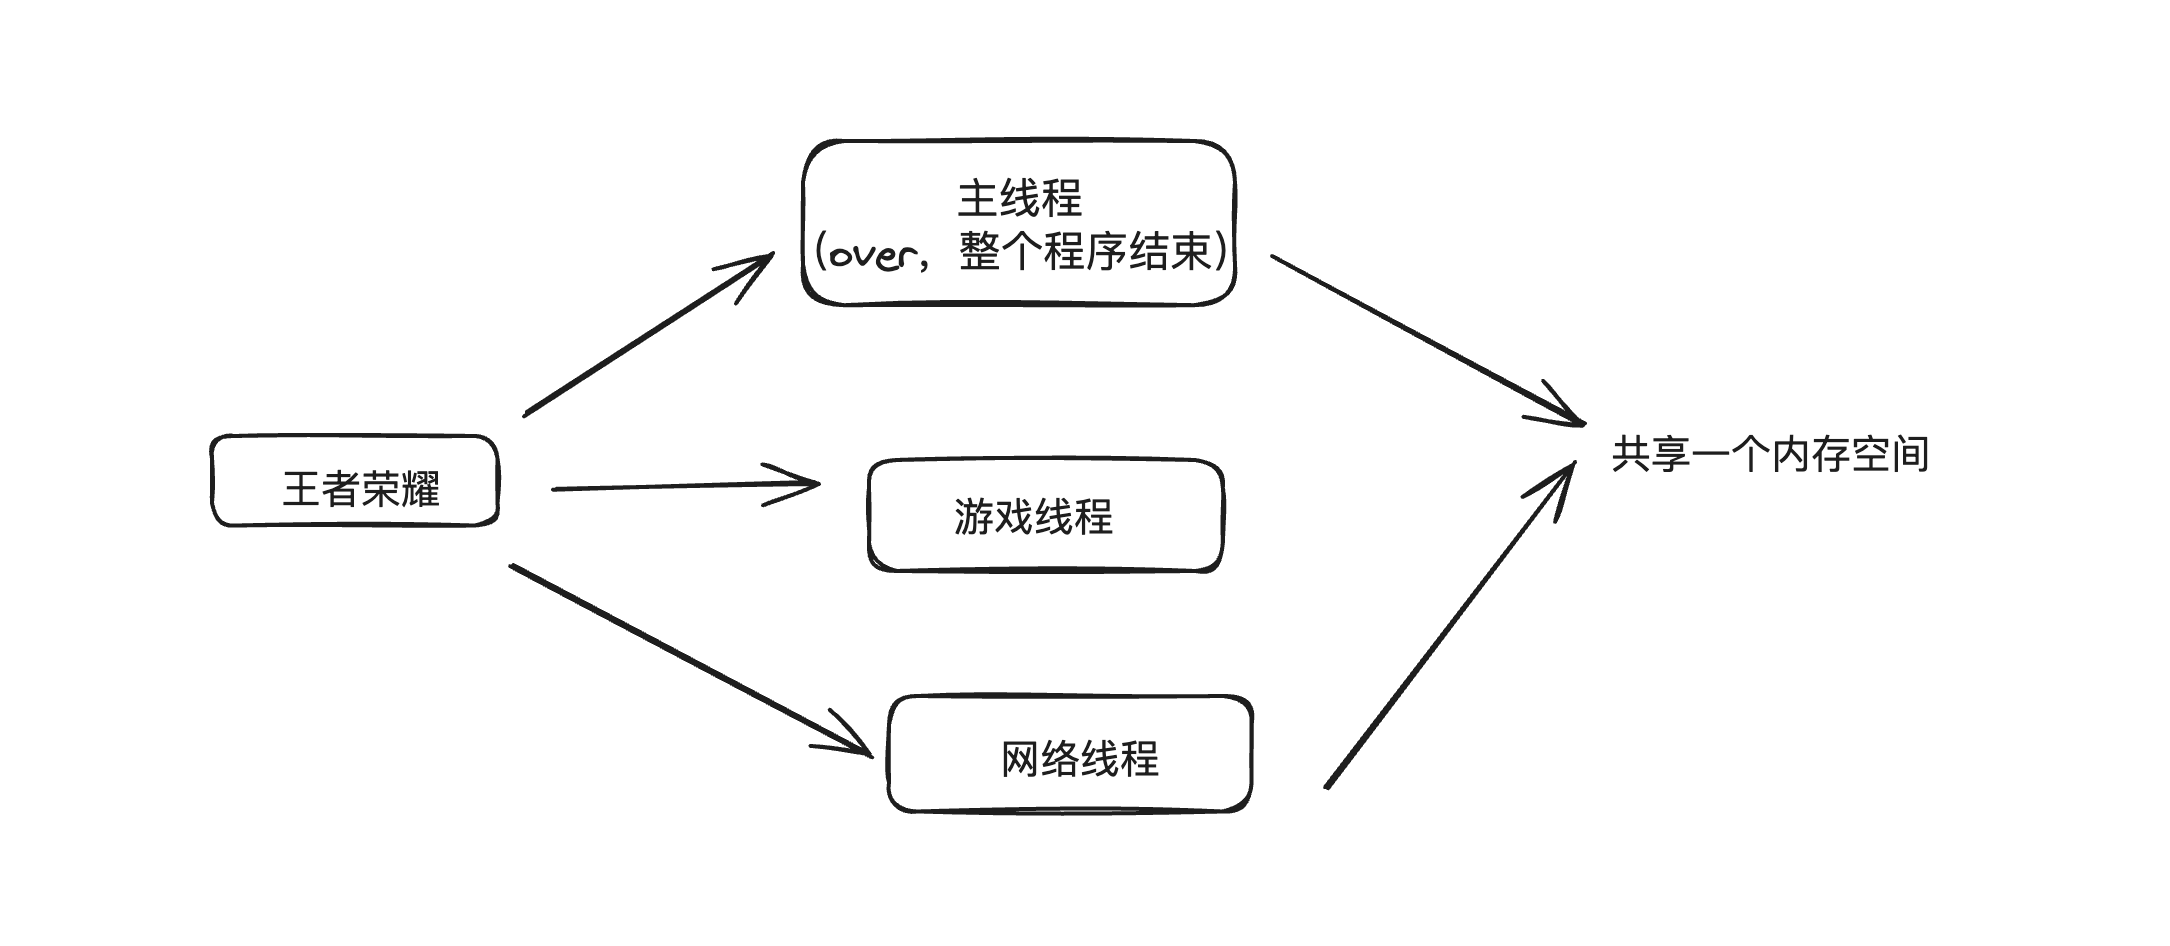 主线程
(over，整个程序结束)
王者荣耀
游戏线程
共享一个内存空间
网络线程